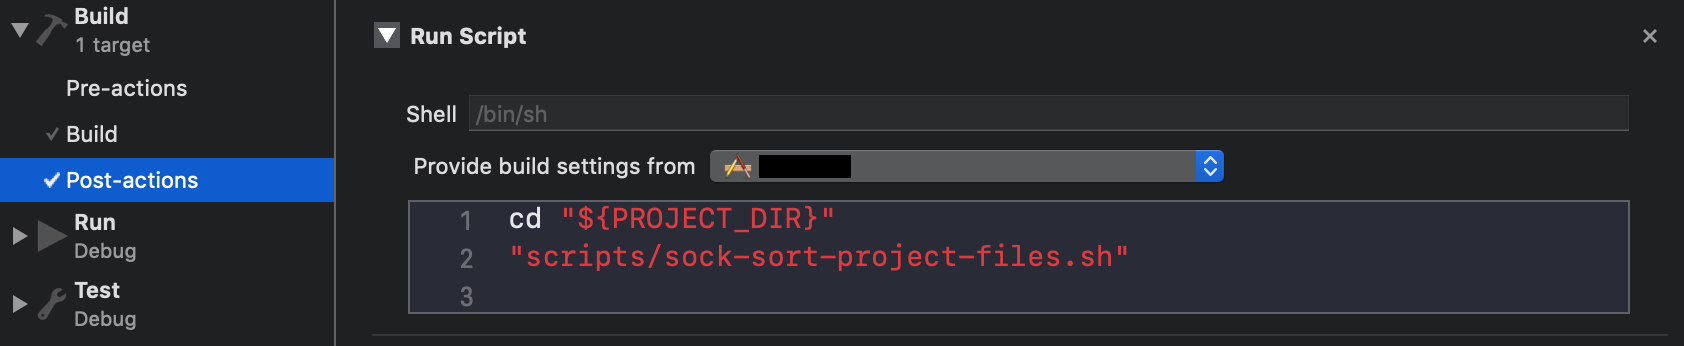 Build
1 target
Pre-actions
Build
Post-actions
Run
Debug
Test
Debug
Run Script
Shell /bin/sh
Provide build settings from
1 cd "${PROJECT_DIR}"
2 "scripts/sock-sort-project-files.sh"
3